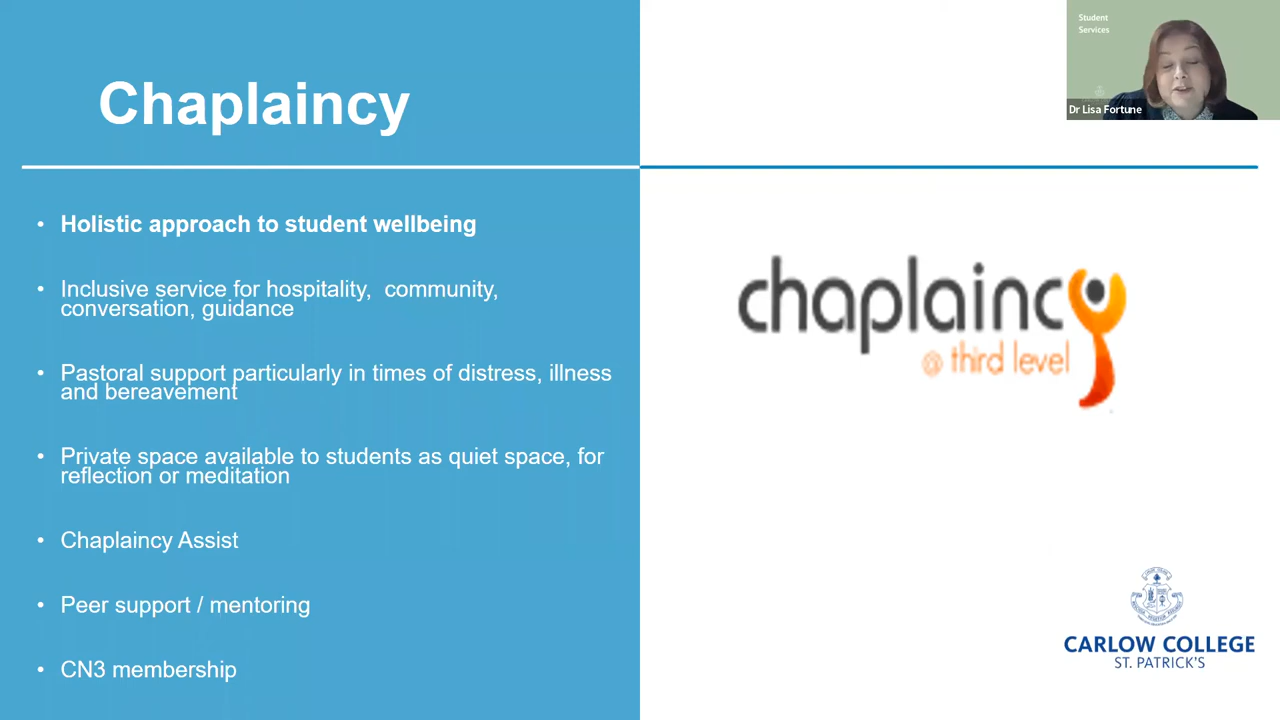 Chaplaincy
Student
Services
Dr Lisa Fortune
• Holistic approach to student wellbeing
• Inclusive service for hospitality, community,
conversation, guidance
• Pastoral support particularly in times of distress, illness
and bereavement
• Private space available to students as quiet space, for
reflection or meditation
• Chaplaincy Assist
• Peer support / mentoring
• CN3 membership
chaplaincy
@ third level
CARLOW COLLEGE
ST. PATRICK'S